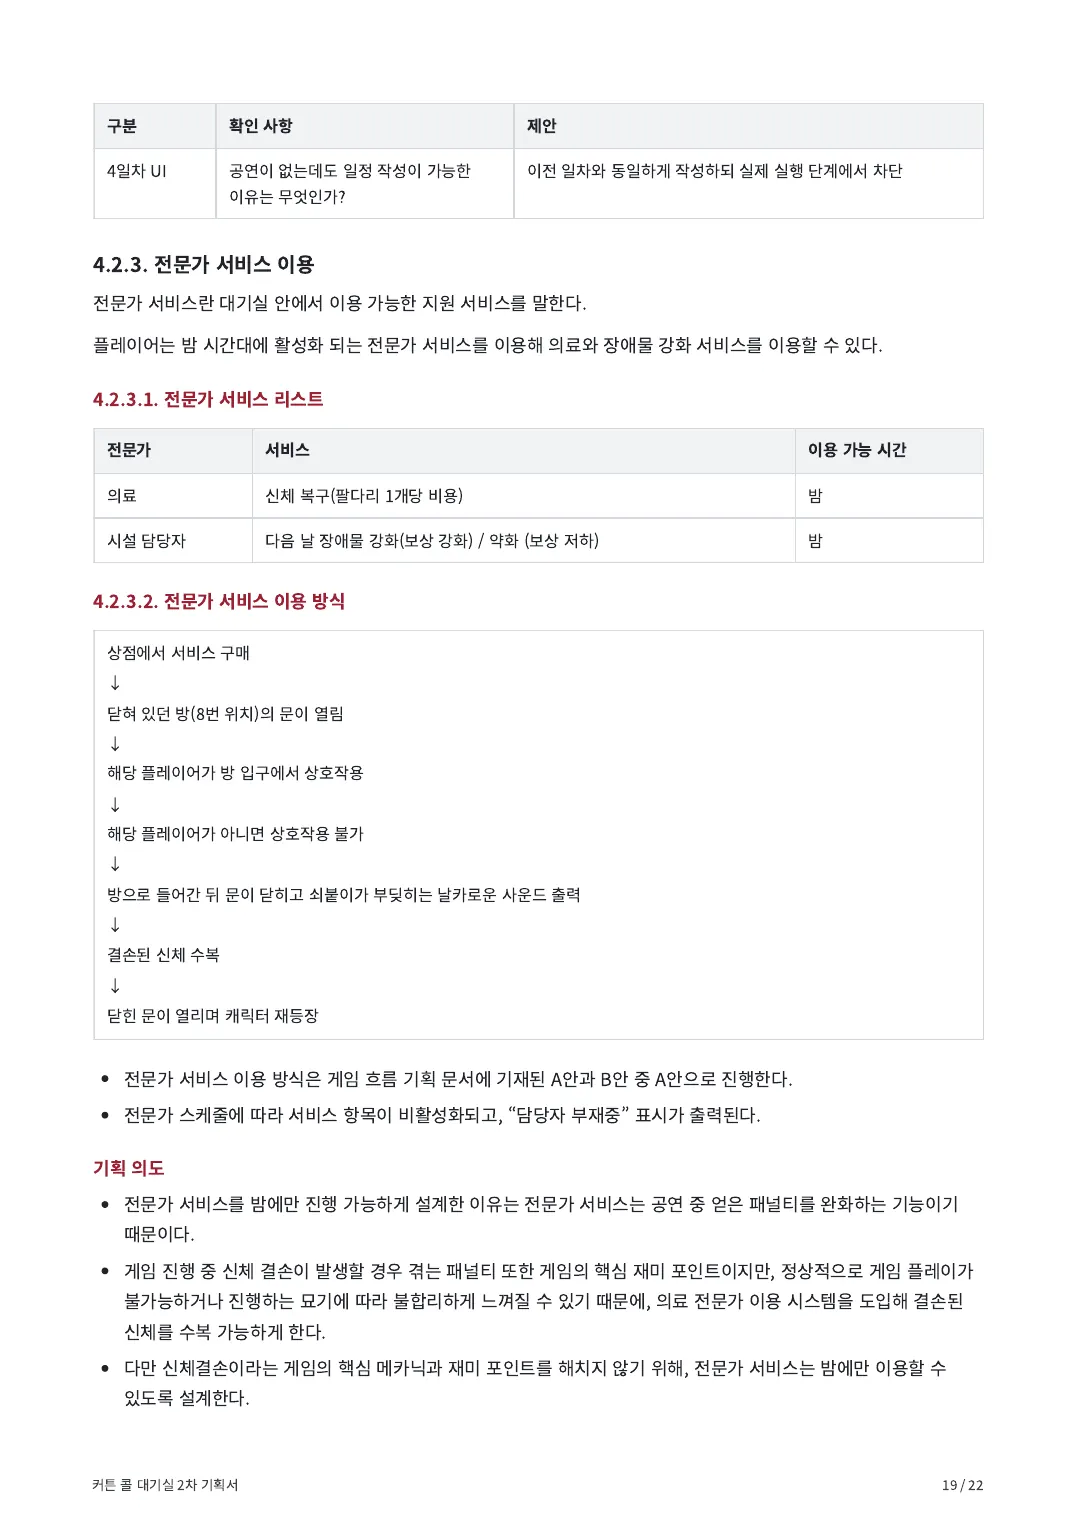 구분 확인 사항 제안
4일차 UI 공연이 없는데도 일정 작성이 가능한 이전 일차와 동일하게 작성하되 실제 실행 단계에서 차단
이유는 무엇인가?
4.2.3. 전문가 서비스 이용
전문가 서비스란 대기실 안에서 이용 가능한 지원 서비스를 말한다.
플레이어는 밤 시간대에 활성화 되는 전문가 서비스를 이용해 의료와 장애물 강화 서비스를 이용할 수 있다.
4.2.3.1. 전문가 서비스 리스트
전문가 서비스 이용 가능 시간
의료 신체 복구(팔다리 1개당 비용) 밤
시설 담당자 다음 날 장애물 강화(보상 강화) / 약화 (보상 저하) 밤
4.2.3.2. 전문가 서비스 이용 방식
상점에서 서비스 구매
↓
닫혀 있던 방(8번 위치)의 문이 열림
↓
해당 플레이어가 방 입구에서 상호작용
↓
해당 플레이어가 아니면 상호작용 불가
↓
방으로 들어간 뒤 문이 닫히고 쇠붙이가 부딪히는 날카로운 사운드 출력
↓
결손된 신체 수복
↓
닫힌 문이 열리며 캐릭터 재등장
• 전문가 서비스 이용 방식은 게임 흐름 기획 문서에 기재된 A안과 B안 중 A안으로 진행한다.
• 전문가 스케줄에 따라 서비스 항목이 비활성화되고, “담당자 부재중” 표시가 출력된다.
기획 의도
• 전문가 서비스를 밤에만 진행 가능하게 설계한 이유는 전문가 서비스는 공연 중 얻은 패널티를 완화하는 기능이기
때문이다.
• 게임 진행 중 신체 결손이 발생할 경우 겪는 패널티 또한 게임의 핵심 재미 포인트이지만, 정상적으로 게임 플레이가
불가능하거나 진행하는 묘기에 따라 불합리하게 느껴질 수 있기 때문에, 의료 전문가 이용 시스템을 도입해 결손된
신체를 수복 가능하게 한다.
• 다만 신체결손이라는 게임의 핵심 메카닉과 재미 포인트를 해치지 않기 위해, 전문가 서비스는 밤에만 이용할 수
있도록 설계한다.
커튼 콜 대기실 2차 기획서 19 / 22